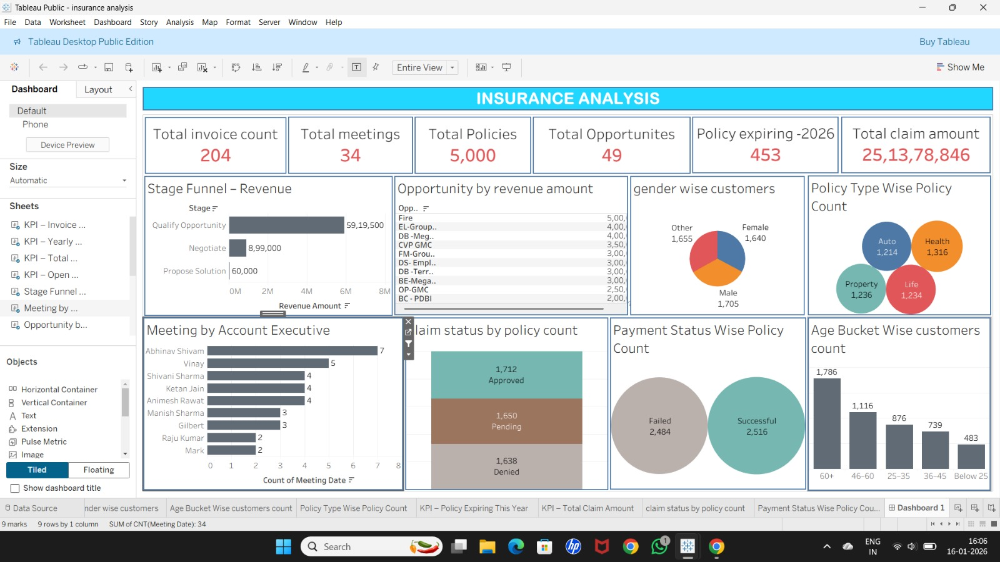 Tableau Public - insurance analysis
File Data Worksheet Dashboard Story Analysis Map Format Server Window Help
Tableau Desktop Public Edition
Buy Tableau
Entire View
Show Me
Dashboard Layout
Default
Phone
Device Preview
Size
Automatic
Sheets
KPI – Invoice ...
KPI – Yearly ...
KPI – Total ...
KPI – Open ...
Stage Funnel ...
Meeting by ...
Opportunity b...
Objects
Horizontal Container
Vertical Container
Text
Extension
Pulse Metric
Image
Tiled Floating
Show dashboard title
INSURANCE ANALYSIS
Total invoice count
204
Total meetings
34
Total Policies
5,000
Total Opportunites
49
Policy expiring -2026
453
Total claim amount
25,13,78,846
Stage Funnel – Revenue
Stage
Qualify Opportunity 59,19,500
Negotiate 8,99,000
Propose Solution 60,000
0M 2M 4M 6M 8M
Revenue Amount
Opportunity by revenue amount
Opp..
Fire 5,00,
EL-Group.. 4,00,
DB -Meg.. 4,00,
CVP GMC 3,50,
FM-Grou.. 3,00,
DS- Empl.. 3,00,
DB -Terr.. 3,00,
BE-Mega.. 3,00,
OP-GMC 2,50,
BC - PDBI 2,00,
gender wise customers
Other
1,655
Female
1,640
Male
1,705
Policy Type Wise Policy
Count
Auto
1,214
Health
1,316
Property
1,236
Life
1,234
Meeting by Account Executive
Abhinav Shivam 7
Vinay 5
Shivani Sharma 4
Ketan Jain 4
Animesh Rawat 4
Manish Sharma 3
Gilbert 3
Raju Kumar 2
Mark 2
0 1 2 3 4 5 6 7 8
Count of Meeting Date
laim status by policy count
1,712
Approved
1,650
Pending
1,638
Denied
Payment Status Wise Policy
Count
Failed
2,484
Successful
2,516
Age Bucket Wise customers
count
1,786
1,116
876
739
483
60+ 46–60 25–35 36–45 Below 25
Data Source nder wise customers Age Bucket Wise customers count Policy Type Wise Policy Count KPI – Policy Expiring This Year KPI – Total Claim Amount claim status by policy count Payment Status Wise Policy Cou... Dashboard 1
9 marks 9 rows by 1 column SUM of CNT(Meeting Date): 34
Search
hp
1
ENG
IN
16:06
16-01-2026